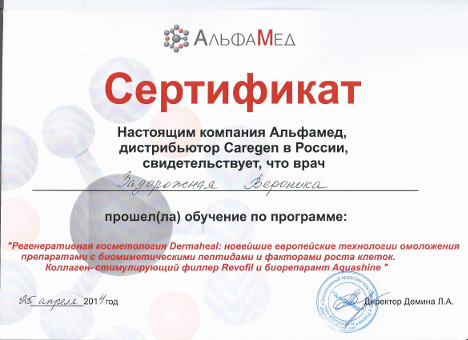 АЛЬФАМЕД
Сертификат
Настоящим компания Альфамед,
дистрибьютор Caregen в России,
свидетельствует, что врач
Задорожная Вероника
прошел(ла) обучение по программе:
"Регенеративная косметология Dermaheal: новейшие европейские технологии омоложения
препаратами с биомиметическими пептидами и факторами роста клеток.
Коллаген- стимулирующий филлер Revofil и биорепарант Aquashine "
25 апреля 2014 год
Директор Демина Л.А.